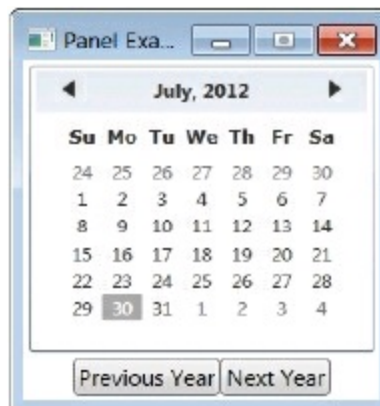 Panel Exa...
July, 2012
Su Mo Tu We Th Fr Sa
24 25 26 27 28 29 30
1 2 3 4 5 6 7
8 9 10 11 12 13 14
15 16 17 18 19 20 21
22 23 24 25 26 27 28
29 30 31 1 2 3 4
Previous Year Next Year